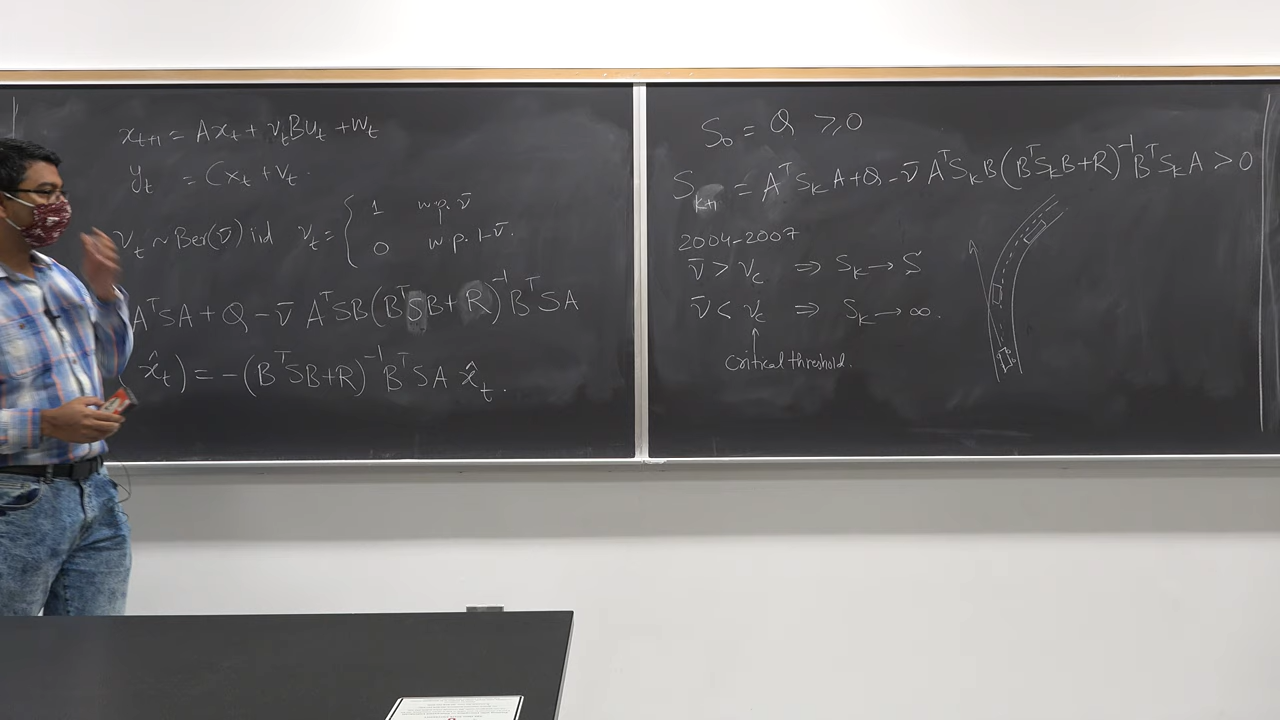 x_{t+1} = Ax_t + ν_t Bu_t + w_t
y_t = Cx_t + v_t.
ν_t ~ Ber(ν̄) iid ν_t = { 1 w.p. ν̄
0 w.p. 1-ν̄.
A^T SA + Q - ν̄ A^T SB(B^T SB + R)^{-1} B^T SA
x̂_t) = -(B^T SB+R)^{-1} B^T SA x̂_t.
S_0 = Q ≥ 0
S_{k+1} = A^T S_k A + Q - ν̄ A^T S_k B(B^T S_k B + R)^{-1} B^T S_k A > 0
2004-2007
ν̄ > ν_c ⇒ S_k → S
ν̄ < ν_c ⇒ S_k → ∞.
↑
Critical threshold.